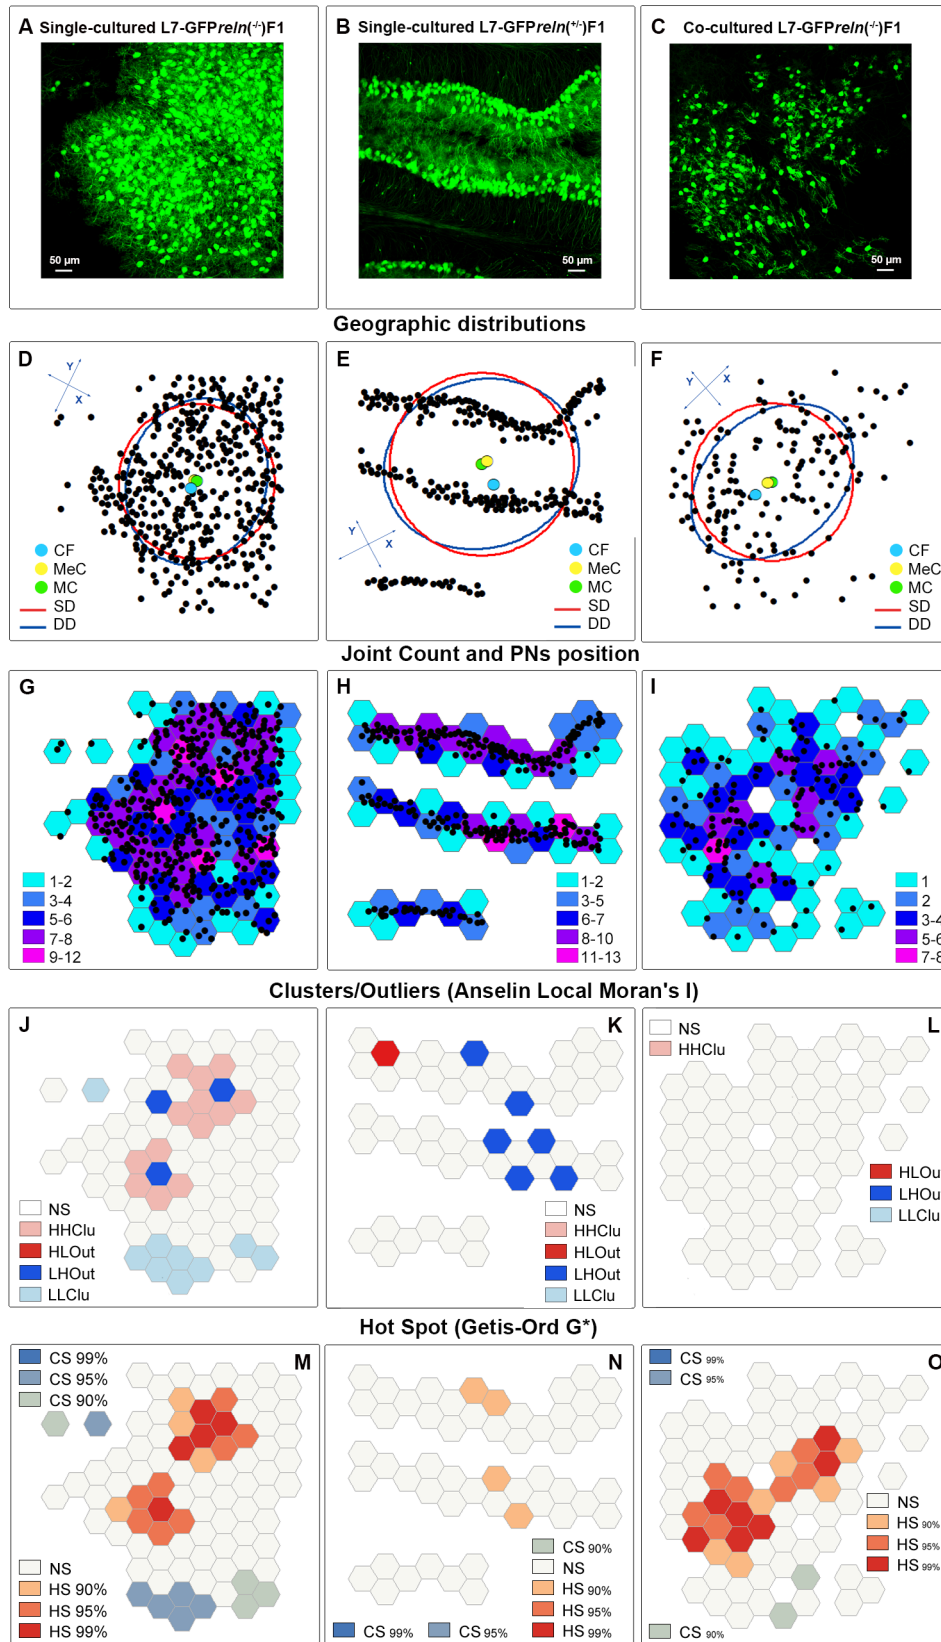 A Single-cultured L7-GFPreln(-/-)F1
B Single-cultured L7-GFPreln(+/-)F1
C Co-cultured L7-GFPreln(-/-)F1
50 µm
50 µm
50 µm
Geographic distributions
D
Y
X
CF
MeC
MC
SD
DD
E
Y
X
CF
MeC
MC
SD
DD
F
Y
X
CF
MeC
MC
SD
DD
Joint Count and PNs position
G
1-2
3-4
5-6
7-8
9-12
H
1-2
3-5
6-7
8-10
11-13
I
1
2
3-4
5-6
7-8
Clusters/Outliers (Anselin Local Moran's I)
J
NS
HHClu
HLOut
LHOut
LLClu
K
NS
HHClu
HLOut
LHOut
LLClu
L
NS
HHClu
HLOu
LHOu
LLClu
Hot Spot (Getis-Ord G*)
M
CS 99%
CS 95%
CS 90%
NS
HS 90%
HS 95%
HS 99%
N
CS 90%
NS
HS 90%
HS 95%
HS 99%
CS 99%
CS 95%
O
CS 99%
CS 95%
NS
HS 90%
HS 95%
HS 99%
CS 90%